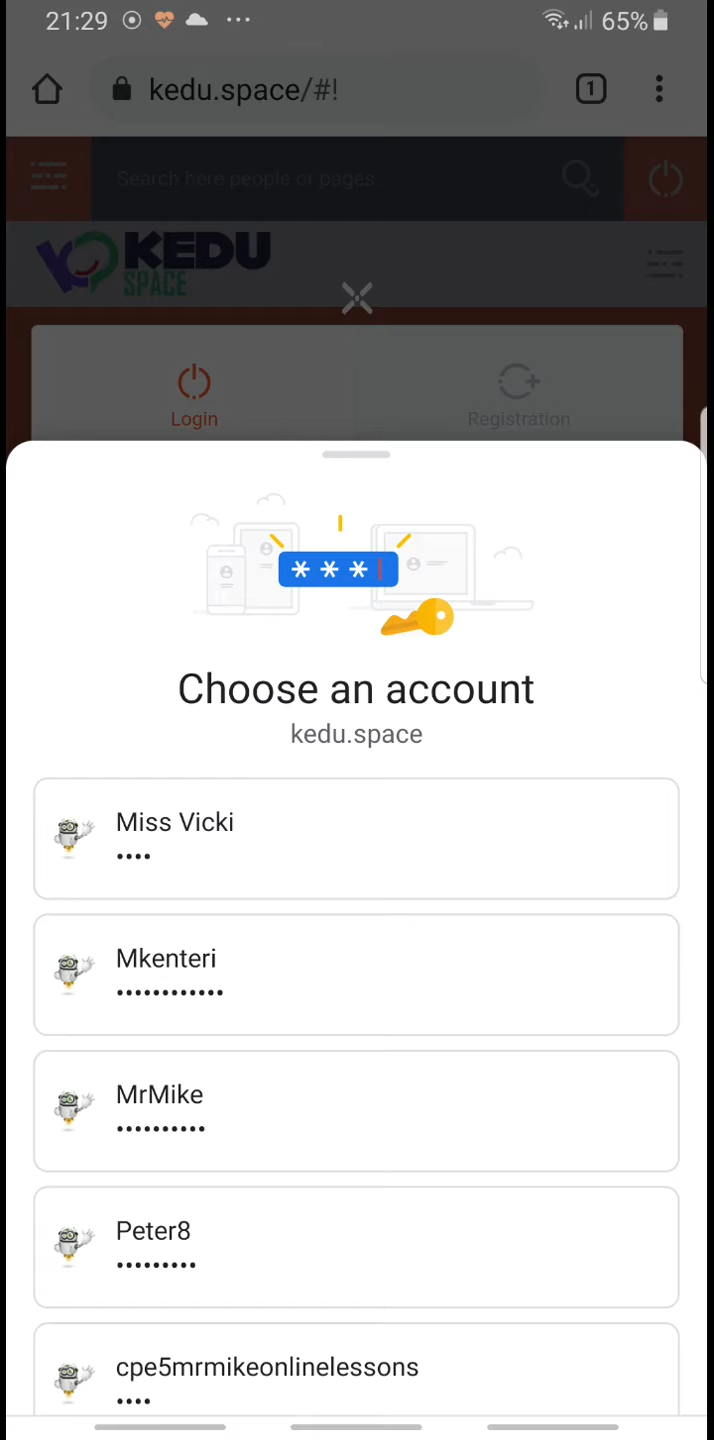 21:29 65%
kedu.space/#! 1
Search here people or pages
KEDU
SPACE
Login Registration
* * * |
Choose an account
kedu.space
Miss Vicki
••••
Mkenteri
••••••••••••
MrMike
••••••••••
Peter8
•••••••••
cpe5mrmikeonlinelessons
••••